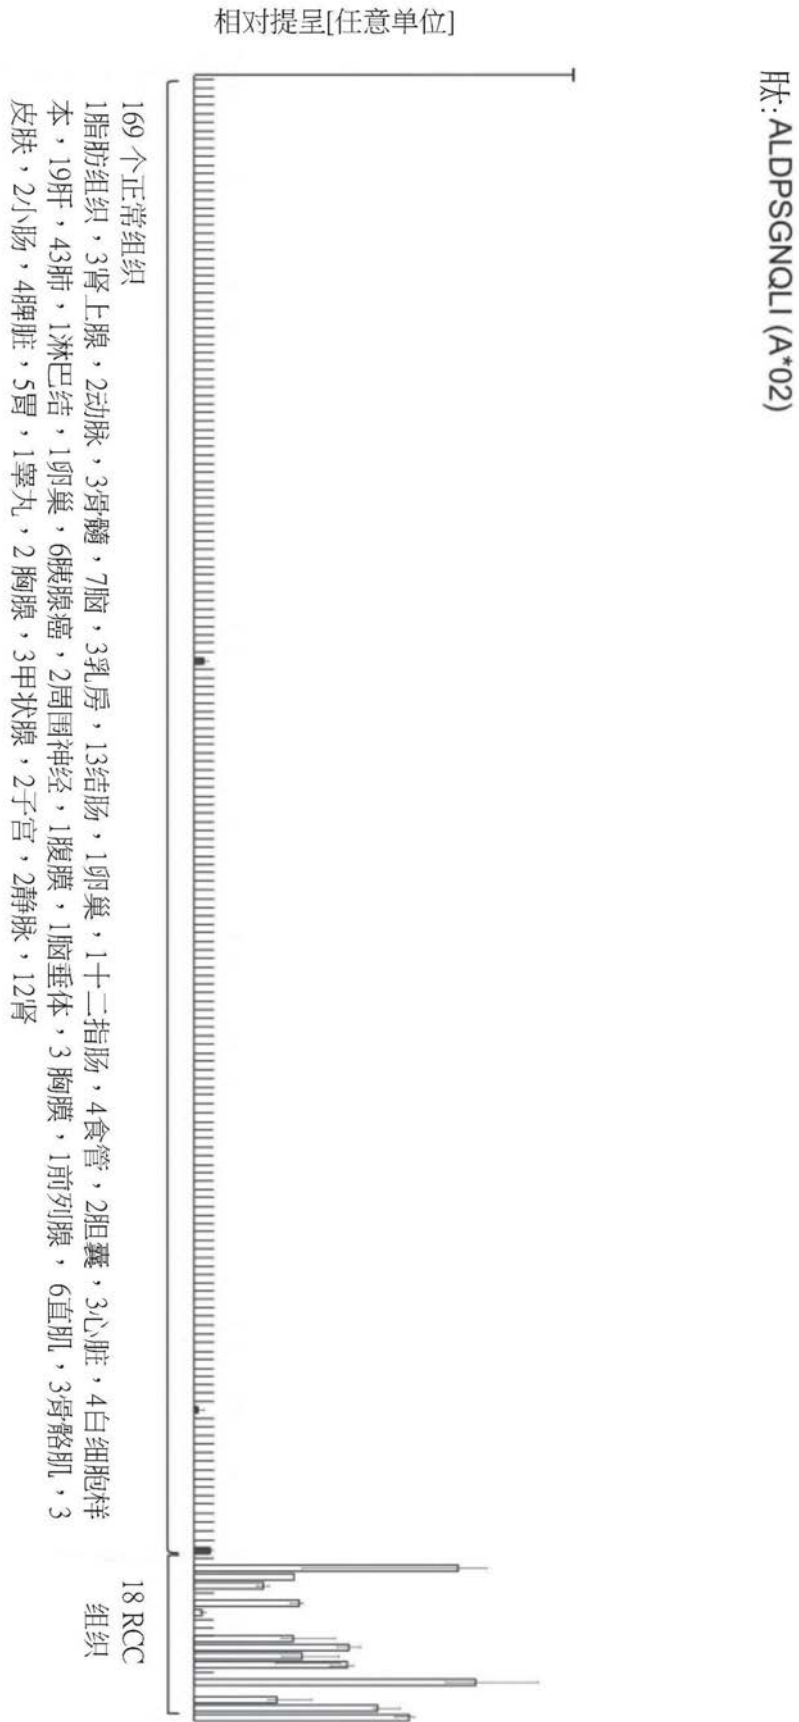 肽: ALDPSGNQLI (A*02)
相对提呈[任意单位]
169 个正常组织
1脂肪组织，3肾上腺，2动脉，3骨髓，7脑，3乳房，13结肠，1卵巢，1十二指肠，4食管，2胆囊，3心脏，4白细胞样
本，19肝，43肺，1淋巴结，1卵巢，6胰腺癌，2周围神经，1腹膜，1脑垂体，3 胸膜，1前列腺，6直肌，3骨骼肌，3
皮肤，2小肠，4脾脏，5胃，1睾丸，2 胸腺，3甲状腺，2子宫，2静脉，12肾
18 RCC
组织